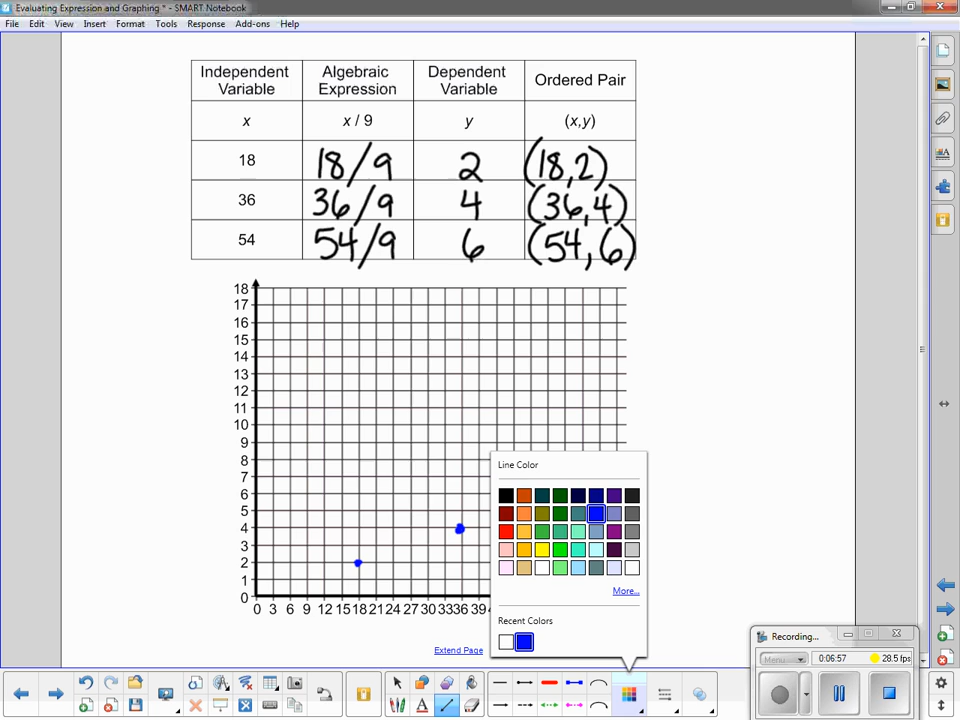 Evaluating Expression and Graphing * - SMART Notebook
File Edit View Insert Format Tools Response Add-ons Help
Independent Variable Algebraic Expression Dependent Variable Ordered Pair
x x / 9 y (x,y)
18 18/9 2 (18,2)
36 36/9 4 (36,4)
54 54/9 6 (54,6)
18
17
16
15
14
13
12
11
10
9
8
7
6
5
4
3
2
1
0
0 3 6 9 12 15 18 21 24 27 30 33 36 39
Line Color
More...
Recent Colors
Extend Page
Recording...
Menu
0:06:57 28.5 fps